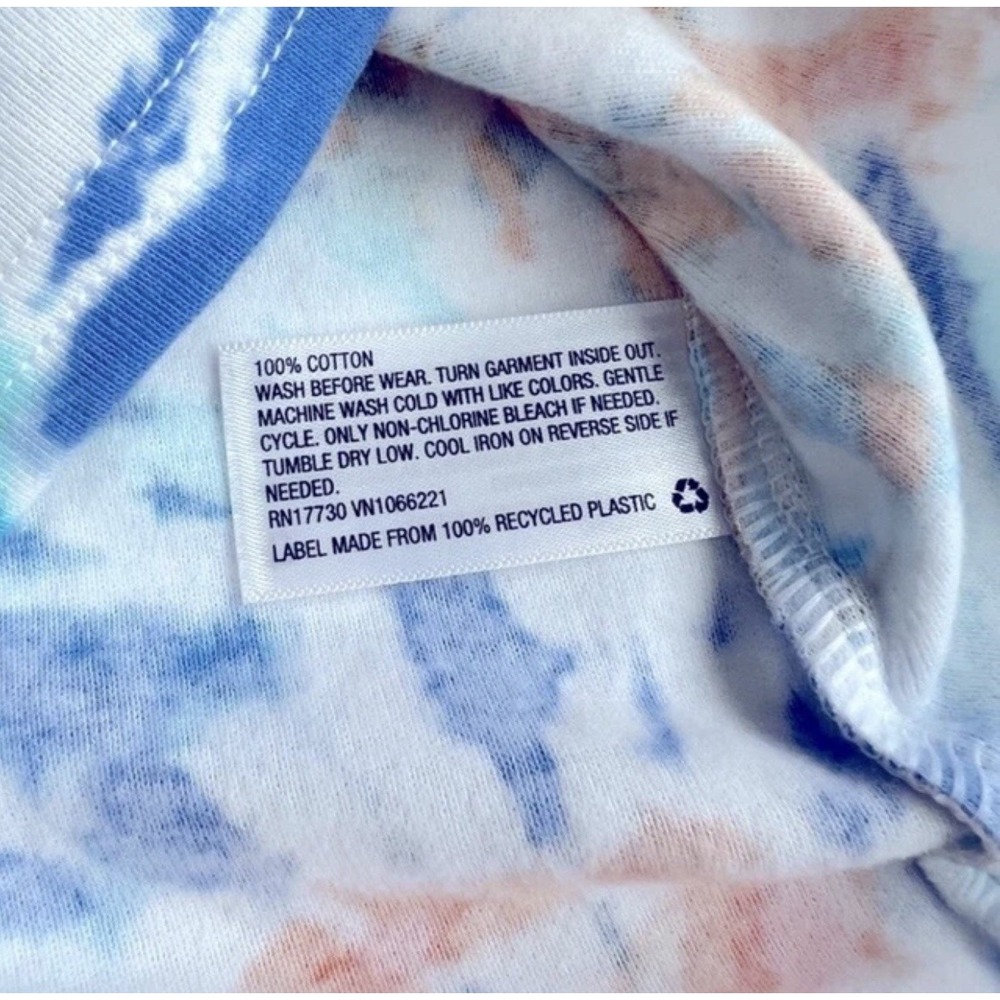 100% COTTON
WASH BEFORE WEAR. TURN GARMENT INSIDE OUT.
MACHINE WASH COLD WITH LIKE COLORS. GENTLE
CYCLE. ONLY NON-CHLORINE BLEACH IF NEEDED.
TUMBLE DRY LOW. COOL IRON ON REVERSE SIDE IF
NEEDED.
RN17730 VN1066221
LABEL MADE FROM 100% RECYCLED PLASTIC